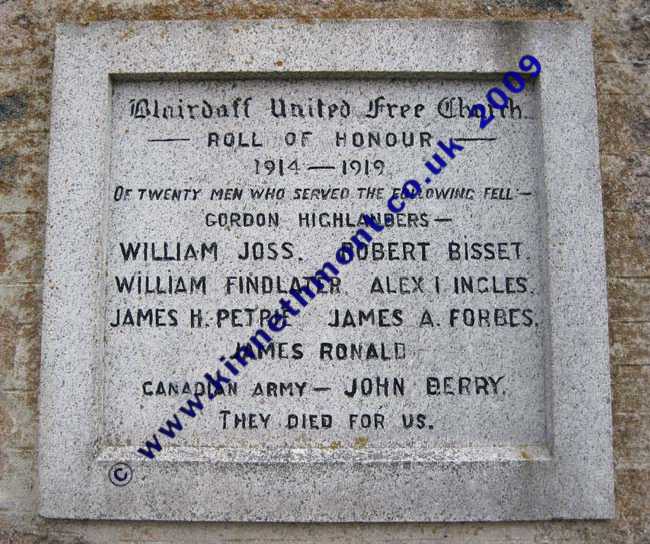 Blairdaff United Free Church.
— ROLL OF HONOUR —
1914 — 1919
OF TWENTY MEN WHO SERVED THE FOLLOWING FELL —
GORDON HIGHLANDERS —
WILLIAM JOSS. ROBERT BISSET.
WILLIAM FINDLATER. ALEX I INGLES.
JAMES H. PETRIE JAMES A. FORBES.
JAMES RONALD
CANADIAN ARMY — JOHN BERRY.
THEY DIED FOR US.
© www.kinnethmont.co.uk 2009